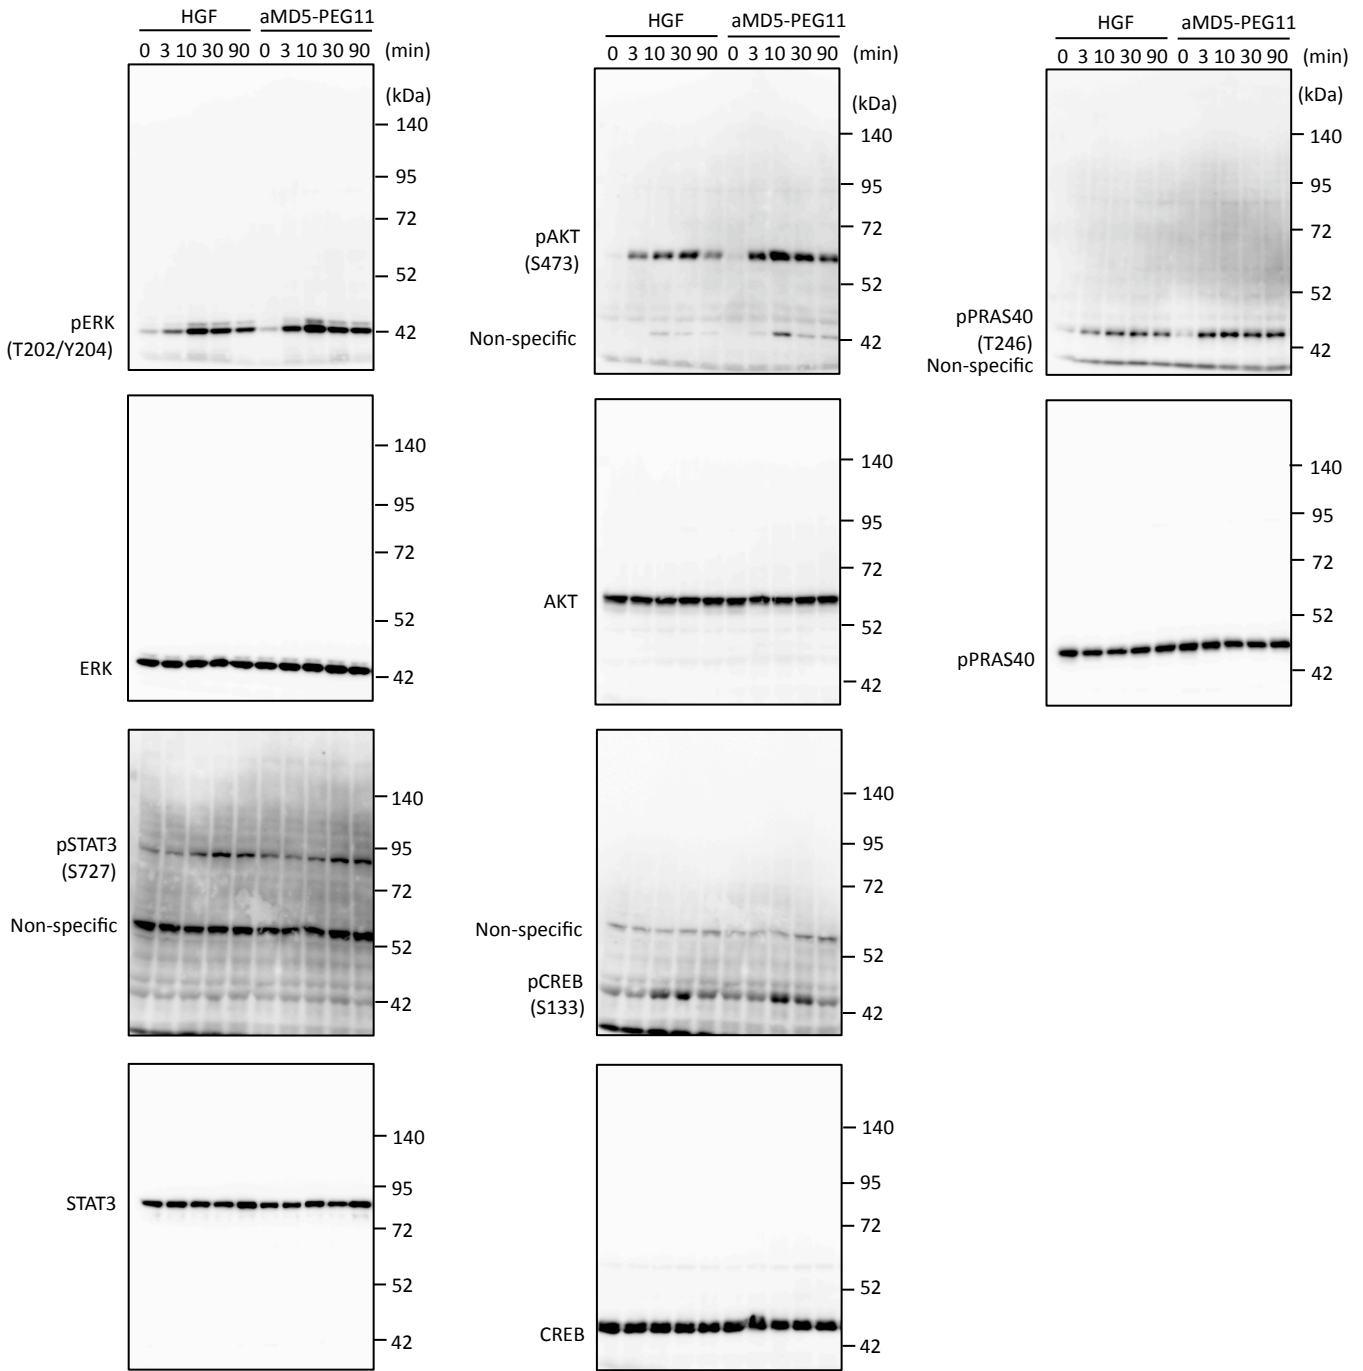 HGF aMD5-PEG11
0 3 10 30 90 0 3 10 30 90 (min)
(kDa)
140
95
72
52
42
pERK
(T202/Y204)
HGF aMD5-PEG11
0 3 10 30 90 0 3 10 30 90 (min)
(kDa)
140
95
72
52
42
pAKT
(S473)
Non-specific
HGF aMD5-PEG11
0 3 10 30 90 0 3 10 30 90 (min)
(kDa)
140
95
72
52
42
pPRAS40
(T246)
Non-specific
140
95
72
52
42
ERK
140
95
72
52
42
AKT
140
95
72
52
42
pPRAS40
140
95
72
52
42
pSTAT3
(S727)
Non-specific
140
95
72
52
42
Non-specific
pCREB
(S133)
140
95
72
52
42
STAT3
140
95
72
52
42
CREB